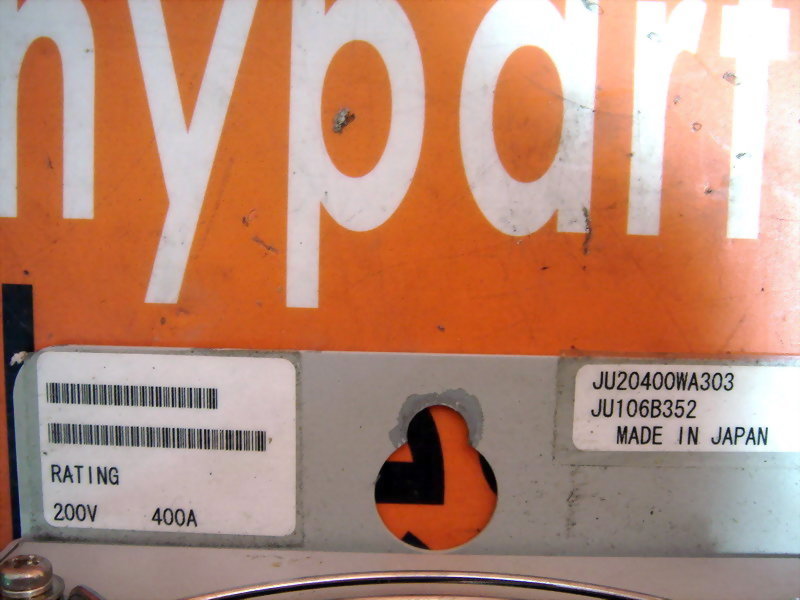 nypart
RATING
200V 400A
JU20400WA303
JU106B352
MADE IN JAPAN